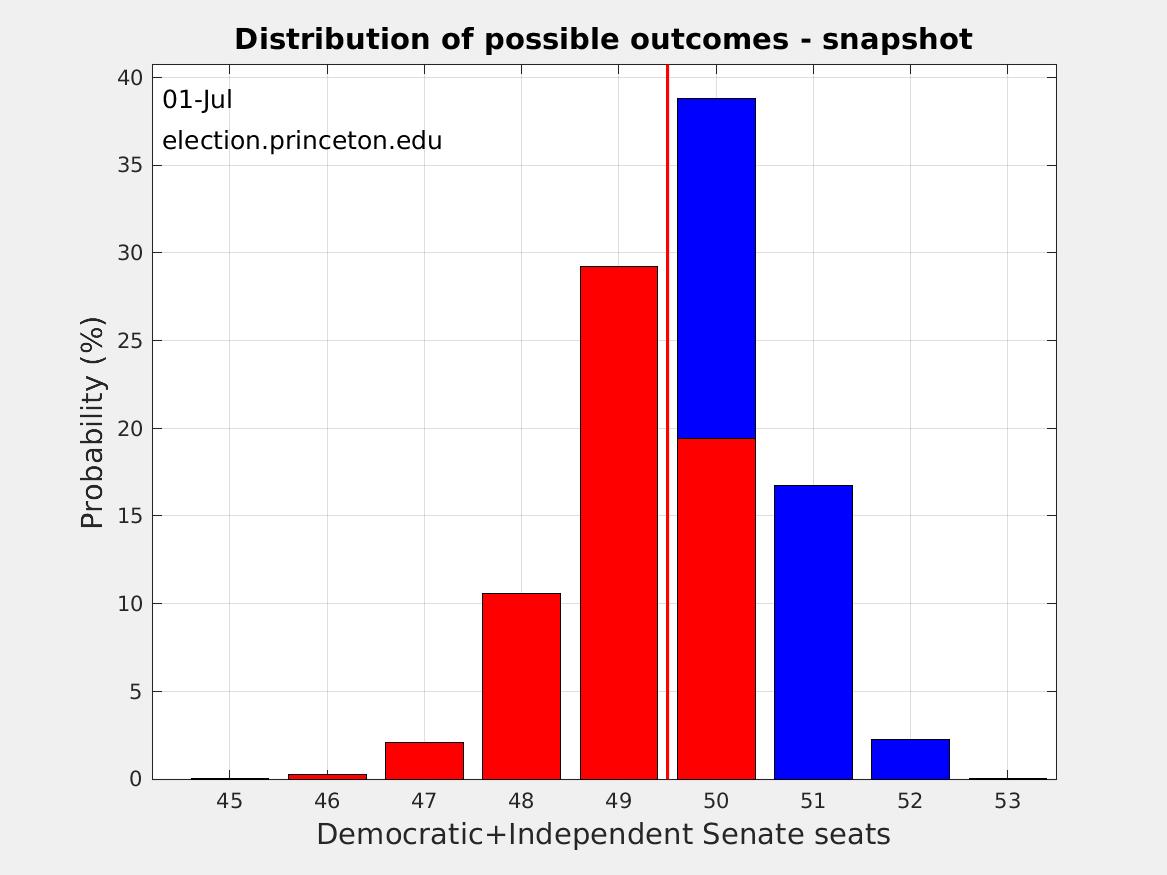 Distribution of possible outcomes - snapshot
01-Jul
election.princeton.edu
Probability (%)
40
35
30
25
20
15
10
5
0
45 46 47 48 49 50 51 52 53
Democratic+Independent Senate seats